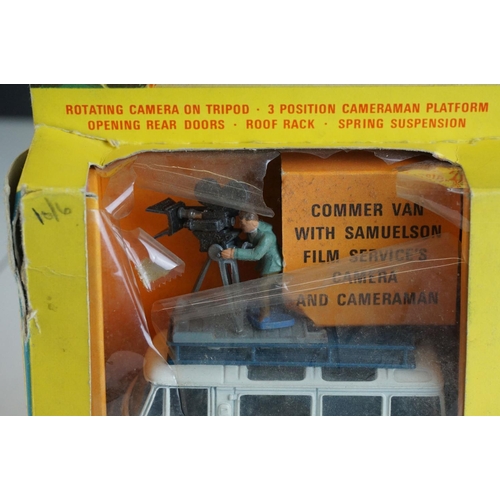 ROTATING CAMERA ON TRIPOD · 3 POSITION CAMERAMAN PLATFORM
OPENING REAR DOORS · ROOF RACK · SPRING SUSPENSION
10/6
COMMER VAN
WITH SAMUELSON
FILM SERVICE'S
CAMERA
AND CAMERAMAN